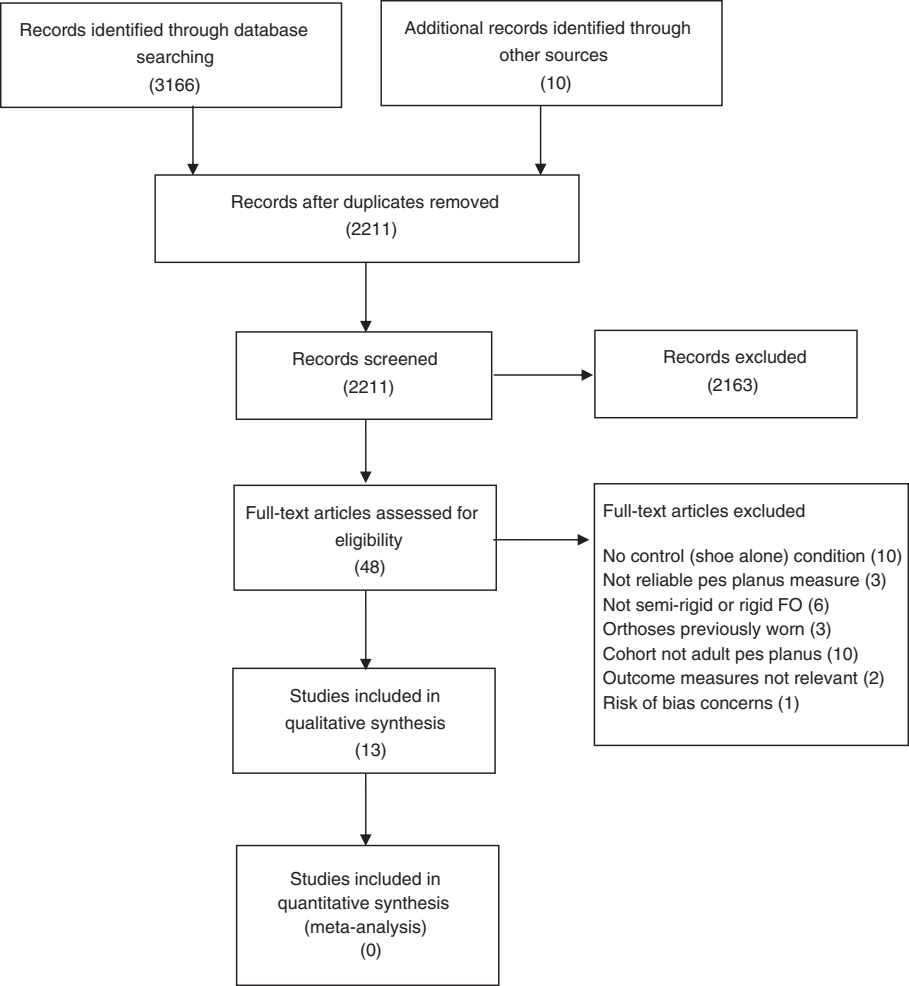 Records identified through database
searching
(3166)
Additional records identified through
other sources
(10)
Records after duplicates removed
(2211)
Records screened
(2211)
Records excluded
(2163)
Full-text articles assessed for
eligibility
(48)
Full-text articles excluded
No control (shoe alone) condition (10)
Not reliable pes planus measure (3)
Not semi-rigid or rigid FO (6)
Orthoses previously worn (3)
Cohort not adult pes planus (10)
Outcome measures not relevant (2)
Risk of bias concerns (1)
Studies included in
qualitative synthesis
(13)
Studies included in
quantitative synthesis
(meta-analysis)
(0)